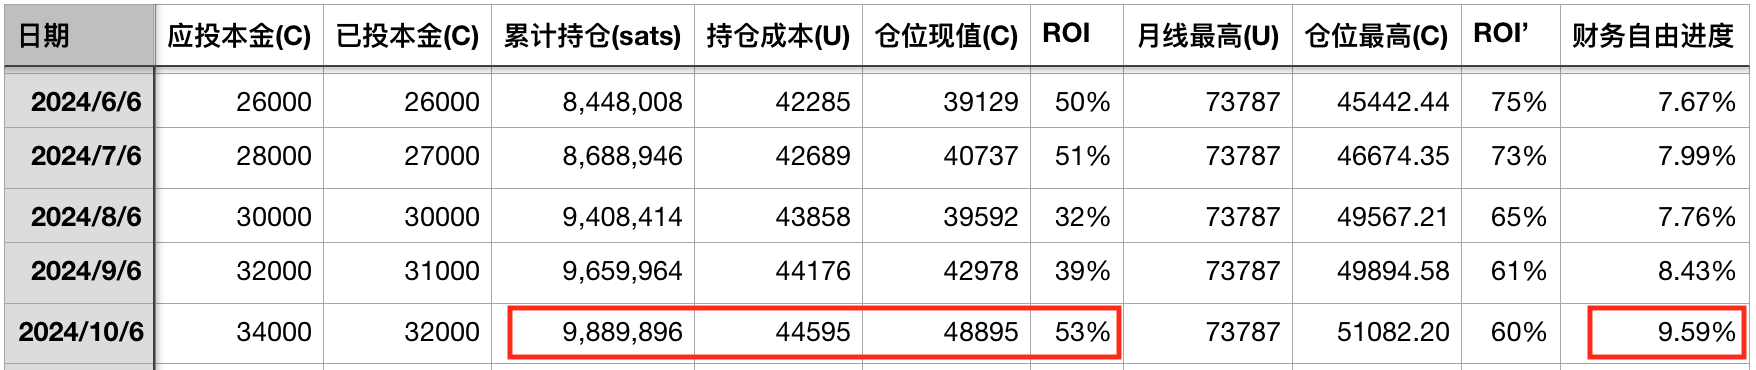 日期 应投本金(C) 已投本金(C) 累计持仓(sats) 持仓成本(U) 仓位现值(C) ROI 月线最高(U) 仓位最高(C) ROI’ 财务自由进度
2024/6/6 26000 26000 8,448,008 42285 39129 50% 73787 45442.44 75% 7.67%
2024/7/6 28000 27000 8,688,946 42689 40737 51% 73787 46674.35 73% 7.99%
2024/8/6 30000 30000 9,408,414 43858 39592 32% 73787 49567.21 65% 7.76%
2024/9/6 32000 31000 9,659,964 44176 42978 39% 73787 49894.58 61% 8.43%
2024/10/6 34000 32000 9,889,896 44595 48895 53% 73787 51082.20 60% 9.59%